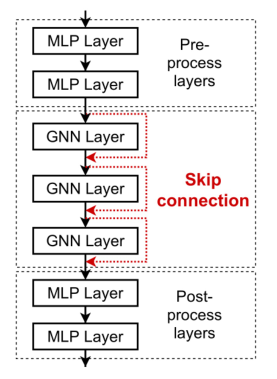 MLP Layer
MLP Layer
Pre-
process
layers
GNN Layer
GNN Layer
GNN Layer
Skip
connection
MLP Layer
MLP Layer
Post-
process
layers